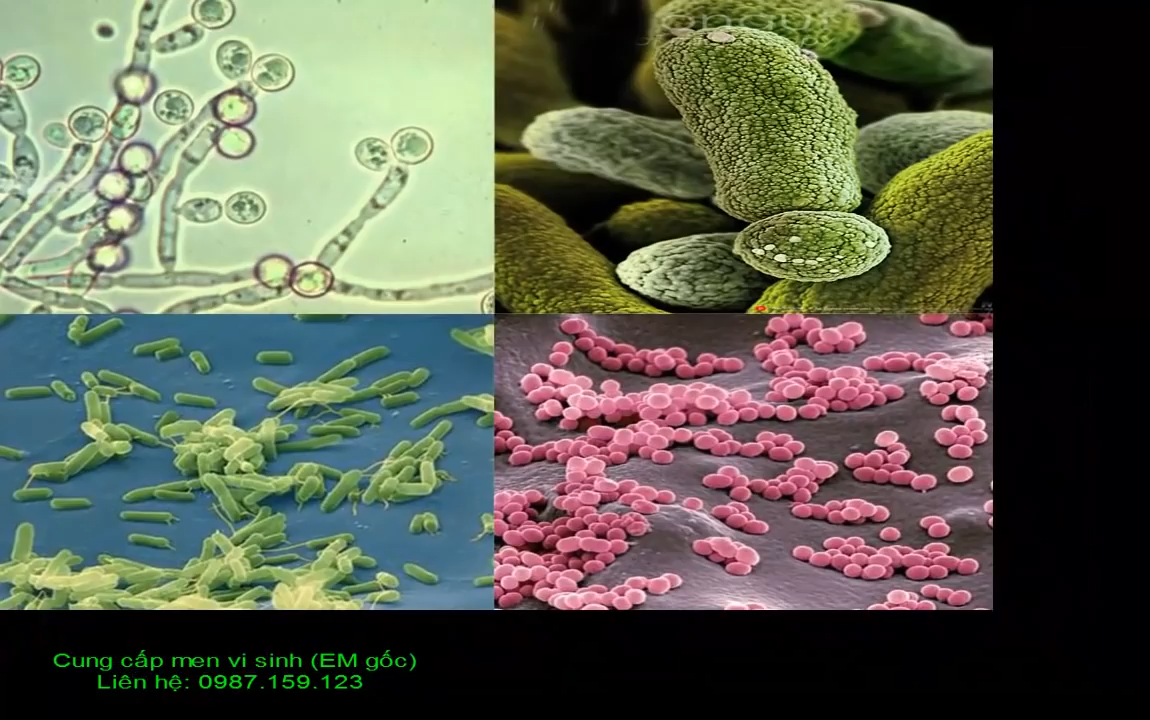 Cung cấp men vi sinh (EM gốc)
Liên hệ: 0987.159.123